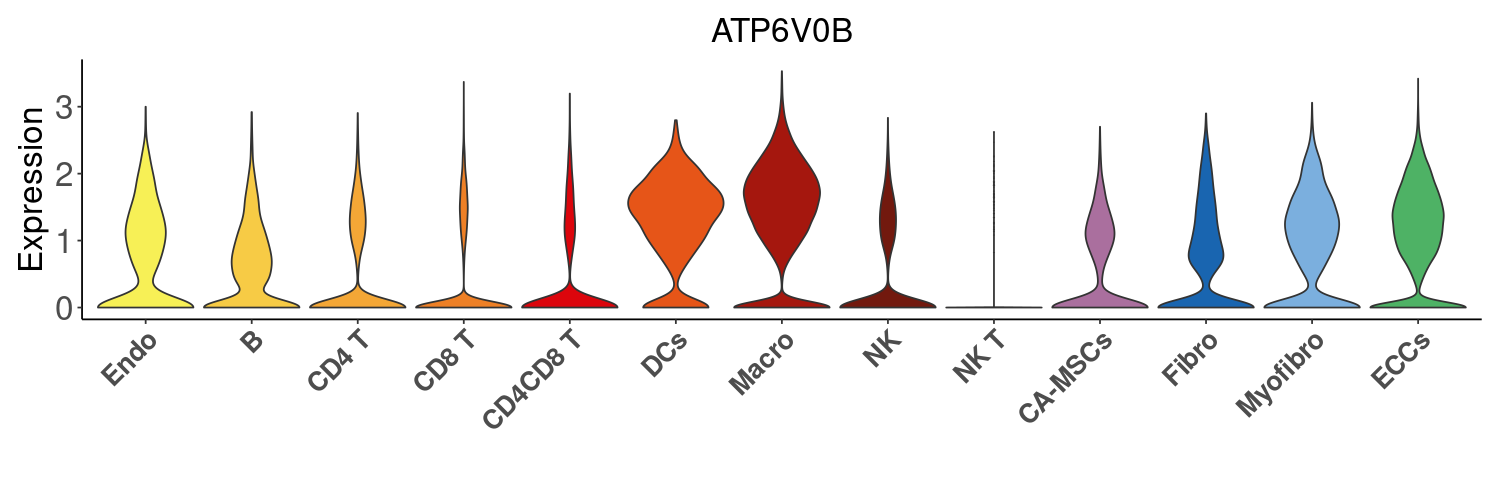 ATP6V0B
Expression
3
2
1
0
Endo
B
CD4 T
CD8 T
CD4CD8 T
DCs
Macro
NK
NK T
CA-MSCs
Fibro
Myofibro
ECCs